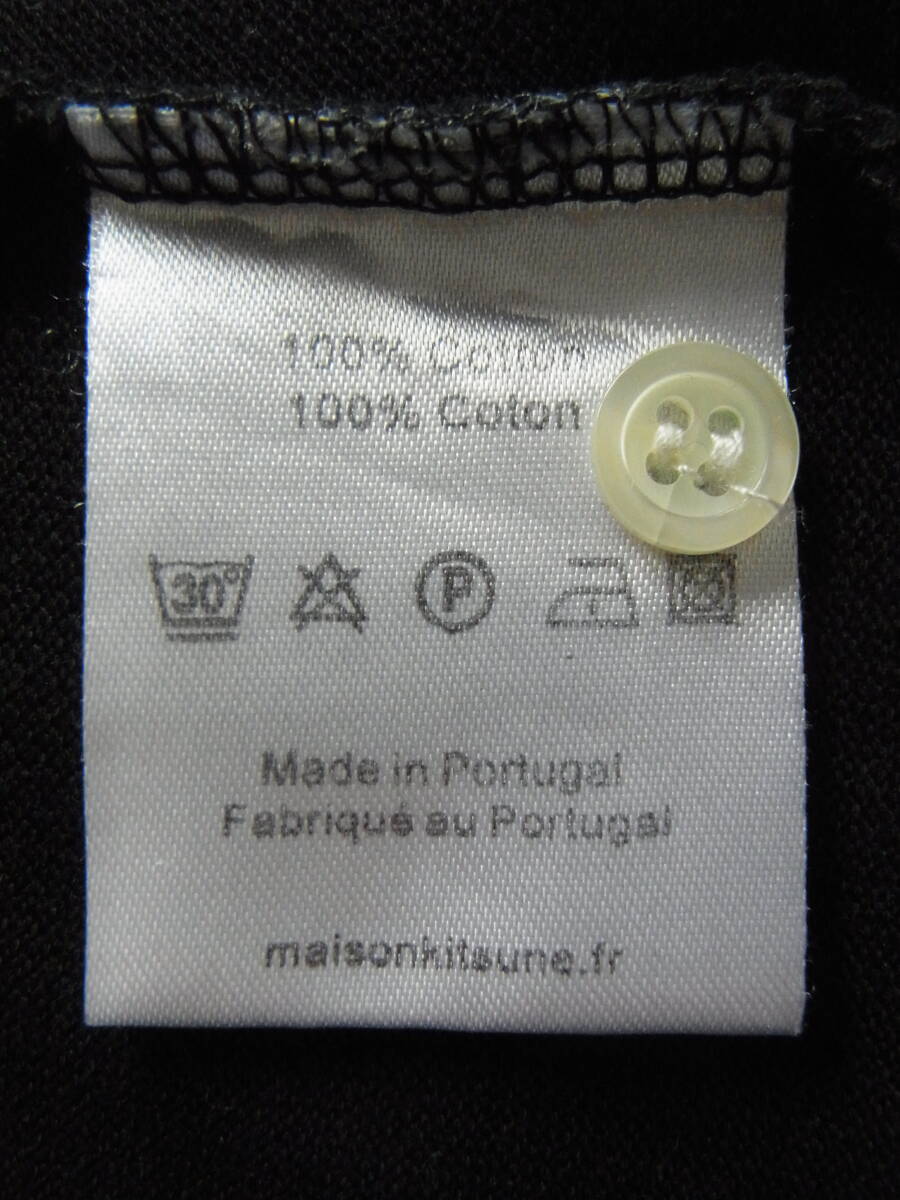 100% Cotton
100% Coton
30° P
Made in Portugal
Fabriqué au Portugal
maisonkitsune.fr